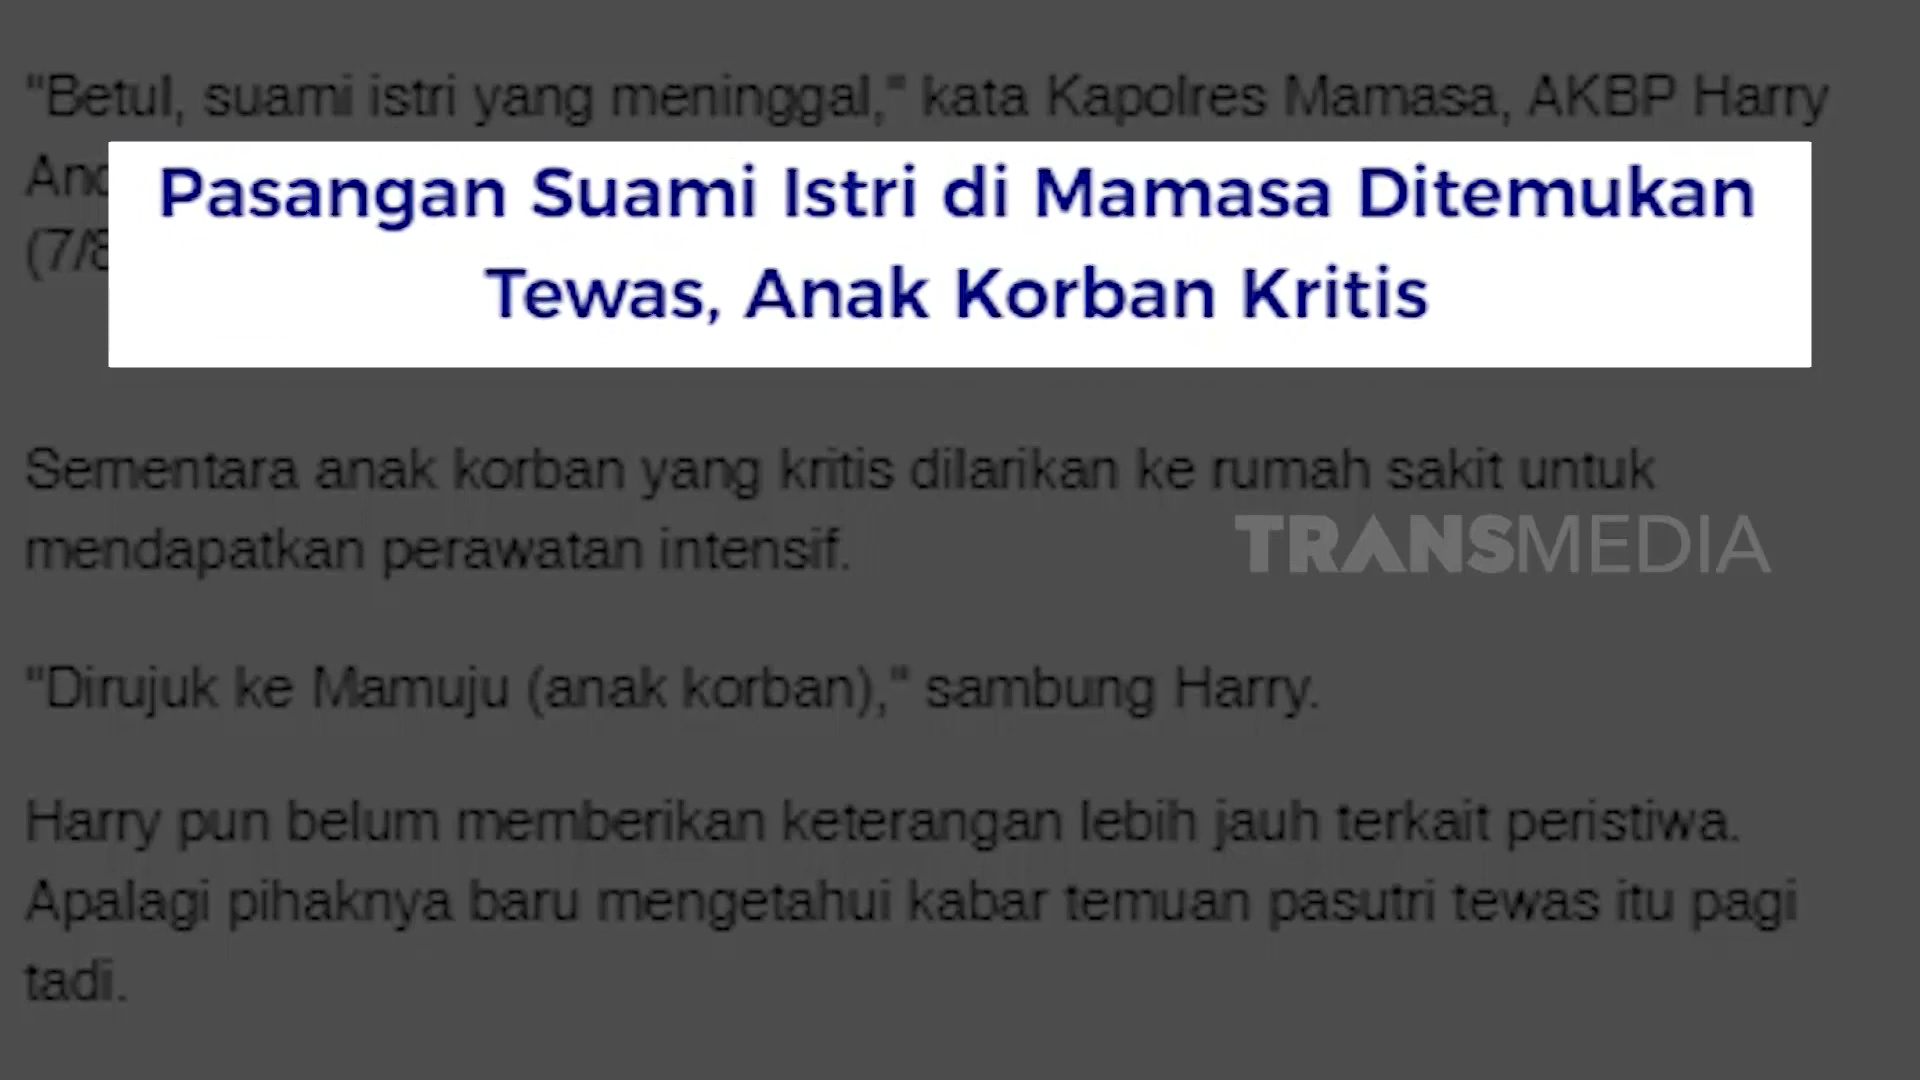 "Betul, suami istri yang meninggal," kata Kapolres Mamasa, AKBP Harry
Pasangan Suami Istri di Mamasa Ditemukan
Tewas, Anak Korban Kritis
(7/8
Sementara anak korban yang kritis dilarikan ke rumah sakit untuk
mendapatkan perawatan intensif.
TRANSMEDIA
"Dirujuk ke Mamuju (anak korban)," sambung Harry.
Harry pun belum memberikan keterangan lebih jauh terkait peristiwa.
Apalagi pihaknya baru mengetahui kabar temuan pasutri tewas itu pagi
tadi.